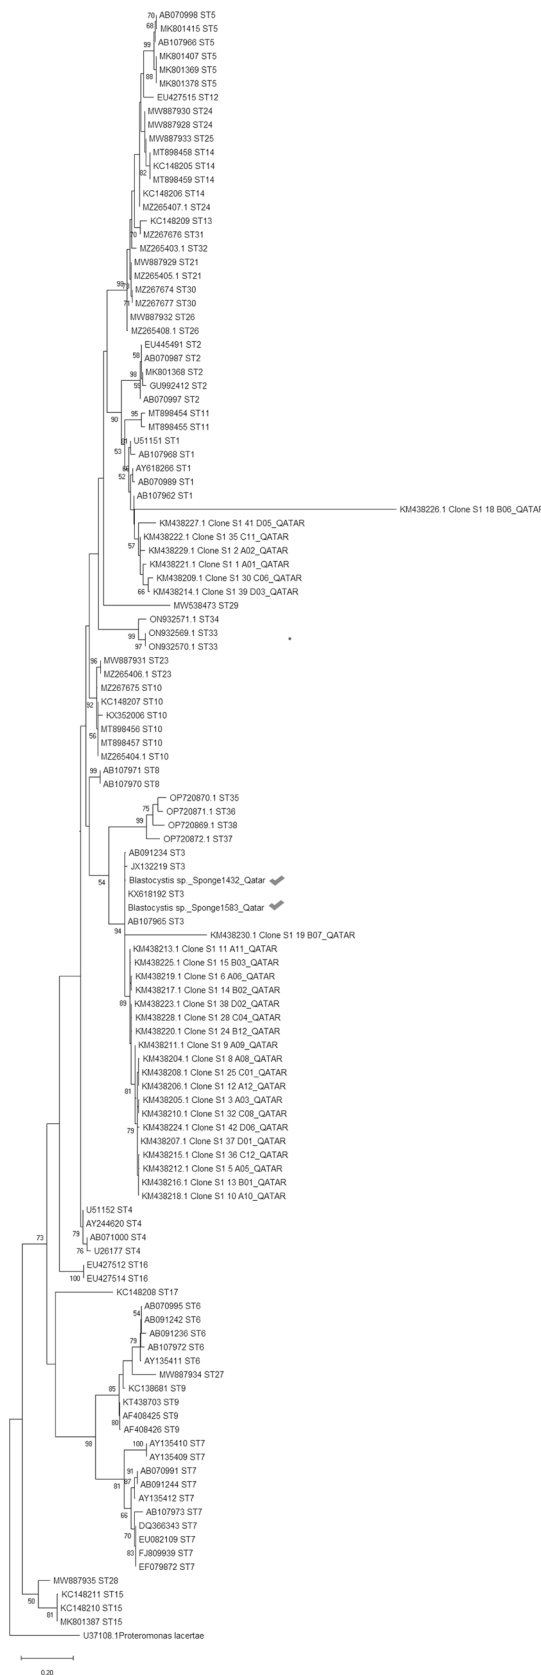 70 AB070998 ST5
68 MK801415 ST5
AB107966 ST5
99 MK801407 ST5
MK801369 ST5
88 MK801378 ST5
EU427515 ST12
MW887930 ST24
MW887928 ST24
MW887933 ST25
MT898458 ST14
KC148205 ST14
82 MT898459 ST14
KC148206 ST14
MZ265407.1 ST24
KC148209 ST13
70 MZ267676 ST31
MZ265403.1 ST32
MW887929 ST21
MZ265405.1 ST21
98 MZ267674 ST30
MZ267677 ST30
MW887932 ST26
MZ265408.1 ST26
EU445491 ST2
58 AB070987 ST2
98 MK801368 ST2
59 GU992412 ST2
AB070997 ST2
95 MT898454 ST11
90 MT898455 ST11
U51151 ST1
53 AB107968 ST1
AY618266 ST1
52 AB070989 ST1
AB107962 ST1
KM438226.1 Clone S1 18 B06_QATAR
KM438227.1 Clone S1 41 D05_QATAR
KM438222.1 Clone S1 35 C11_QATAR
57 KM438229.1 Clone S1 2 A02_QATAR
KM438221.1 Clone S1 1 A01_QATAR
KM438209.1 Clone S1 30 C06_QATAR
66 KM438214.1 Clone S1 39 D03_QATAR
MW538473 ST29
ON932571.1 ST34
99 ON932569.1 ST33 *
97 ON932570.1 ST33
96 MW887931 ST23
MZ265406.1 ST23
MZ267675 ST10
92 KC148207 ST10
KX352006 ST10
MT898456 ST10
56 MT898457 ST10
MZ265404.1 ST10
99 AB107971 ST8
AB107970 ST8
OP720870.1 ST35
75 OP720871.1 ST36
99 OP720869.1 ST38
OP720872.1 ST37
AB091234 ST3
JX132219 ST3
54 Blastocystis sp._Sponge1432_Qatar
KX618192 ST3
Blastocystis sp._Sponge1583_Qatar
AB107965 ST3
94 KM438230.1 Clone S1 19 B07_QATAR
KM438213.1 Clone S1 11 A11_QATAR
KM438225.1 Clone S1 15 B03_QATAR
KM438219.1 Clone S1 6 A06_QATAR
KM438217.1 Clone S1 14 B02_QATAR
89 KM438223.1 Clone S1 38 D02_QATAR
KM438228.1 Clone S1 28 C04_QATAR
KM438220.1 Clone S1 24 B12_QATAR
KM438211.1 Clone S1 9 A09_QATAR
KM438204.1 Clone S1 8 A08_QATAR
KM438208.1 Clone S1 25 C01_QATAR
81 KM438206.1 Clone S1 12 A12_QATAR
KM438205.1 Clone S1 3 A03_QATAR
KM438210.1 Clone S1 32 C08_QATAR
79 KM438224.1 Clone S1 42 D06_QATAR
KM438207.1 Clone S1 37 D01_QATAR
KM438215.1 Clone S1 36 C12_QATAR
KM438212.1 Clone S1 5 A05_QATAR
KM438216.1 Clone S1 13 B01_QATAR
KM438218.1 Clone S1 10 A10_QATAR
U51152 ST4
AY244620 ST4
79 AB071000 ST4
73 76 U26177 ST4
EU427512 ST16
100 EU427514 ST16
KC148208 ST17
AB070995 ST6
54 AB091242 ST6
AB091236 ST6
79 AB107972 ST6
AY135411 ST6
MW887934 ST27
85 KC138681 ST9
KT438703 ST9
AF408425 ST9
80 AF408426 ST9
98 100 AY135410 ST7
AY135409 ST7
91 AB070991 ST7
81 AB091244 ST7
AY135412 ST7
66 AB107973 ST7
DQ366343 ST7
70 EU082109 ST7
83 FJ809939 ST7
EF079872 ST7
MW887935 ST28
KC148211 ST15
50 KC148210 ST15
81 MK801387 ST15
U37108.1Proteromonas lacertae
0.20